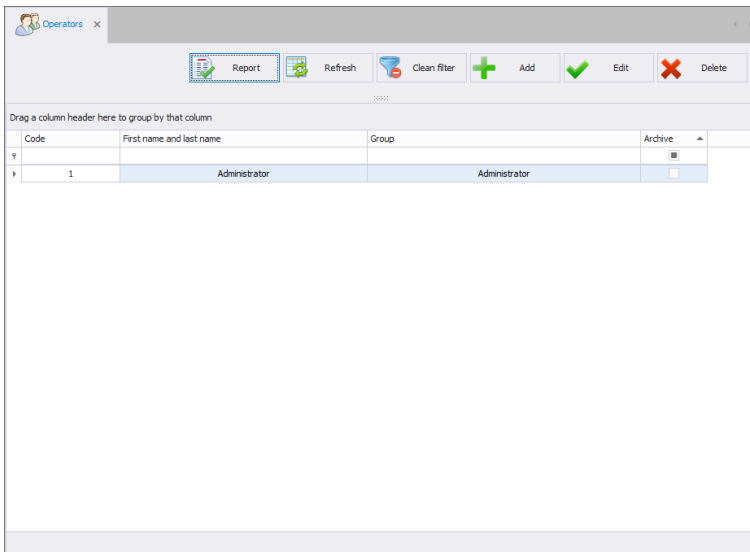 Operators
Report Refresh Clean filter Add Edit Delete
Drag a column header here to group by that column
Code First name and last name Group Archive
1 Administrator Administrator